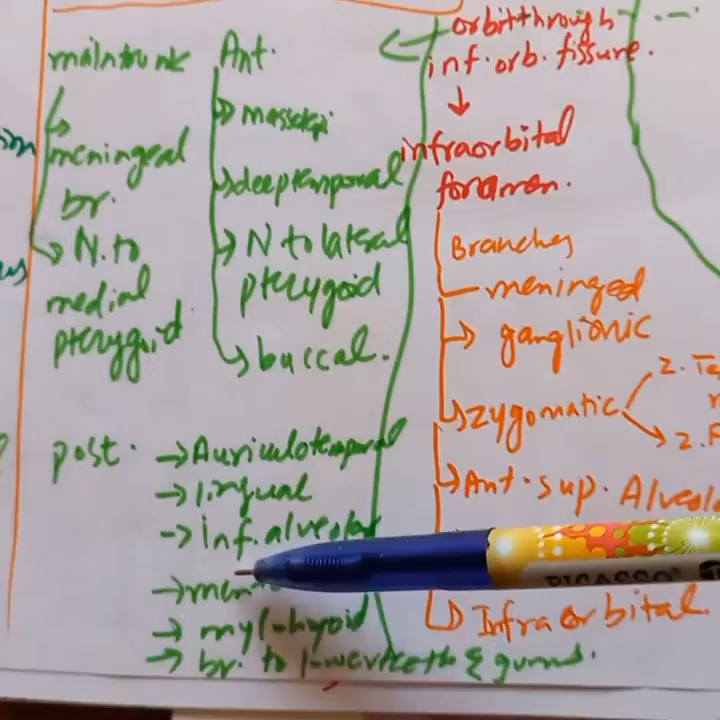 main trunk
meningeal
br.
N. to
medial
pterygoid
Ant.
masseter
deep temporal
N to lateral
pterygoid
buccal.
post.
Auriculotemporal
lingual
inf. alveolar
mylohyoid
br. to lower teeth & gums.
orbit through
inf. orb. fissure.
infraorbital
foramen.
Branches
meningeal
ganglionic
zygomatic
Ant. sup. Alveola
Infraorbital
PICASSO